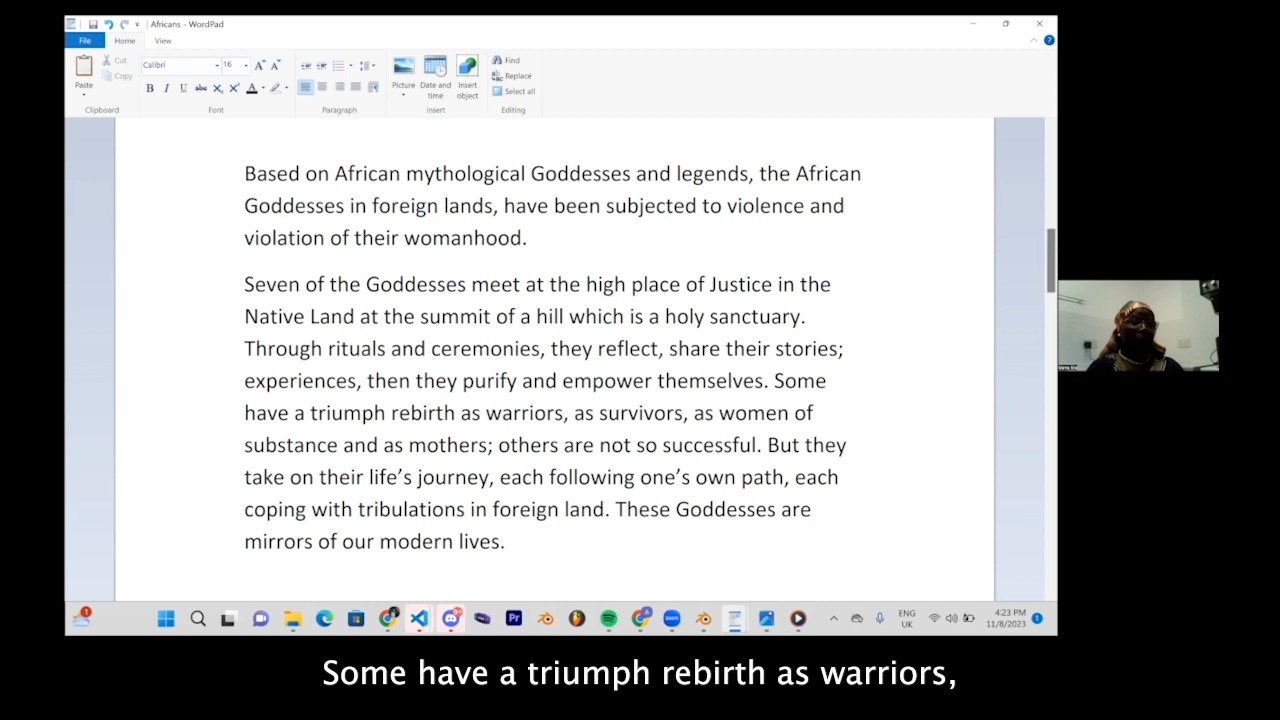 Africans - WordPad
File Home View
Paste
Cut
Copy
Clipboard
Calibri 16
Font
Paragraph
Picture
Date and time
Insert object
Insert
Find
Replace
Select all
Editing
Based on African mythological Goddesses and legends, the African
Goddesses in foreign lands, have been subjected to violence and
violation of their womanhood.
Seven of the Goddesses meet at the high place of Justice in the
Native Land at the summit of a hill which is a holy sanctuary.
Through rituals and ceremonies, they reflect, share their stories;
experiences, then they purify and empower themselves. Some
have a triumph rebirth as warriors, as survivors, as women of
substance and as mothers; others are not so successful. But they
take on their life’s journey, each following one’s own path, each
coping with tribulations in foreign land. These Goddesses are
mirrors of our modern lives.
ENG
UK
4:23 PM
11/8/2023
Some have a triumph rebirth as warriors,